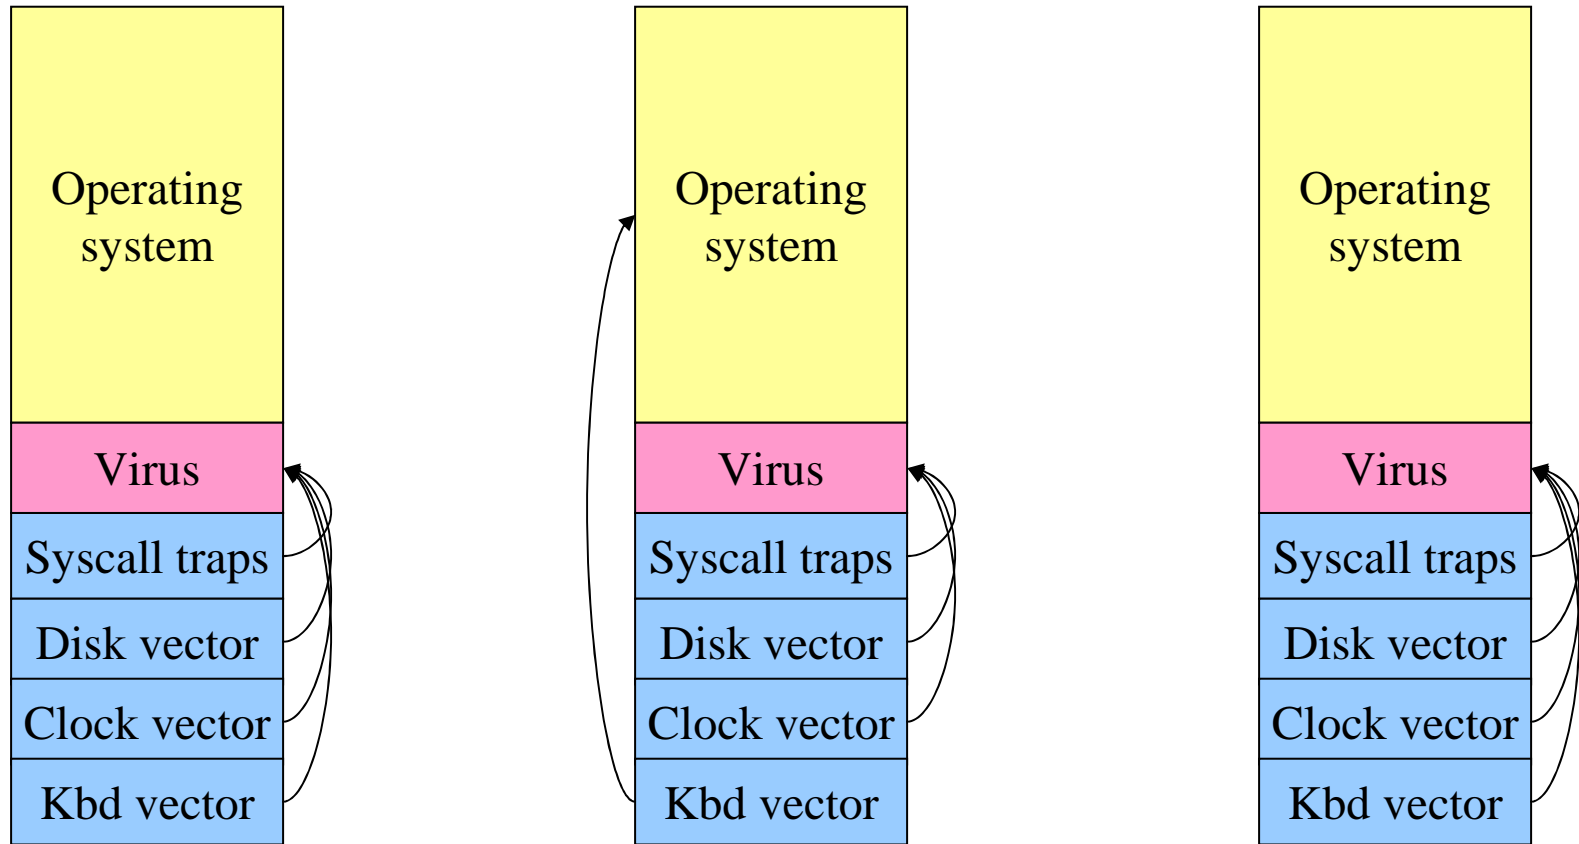 Operating
system
Virus
Syscall traps
Disk vector
Clock vector
Kbd vector
Operating
system
Virus
Syscall traps
Disk vector
Clock vector
Kbd vector
Operating
system
Virus
Syscall traps
Disk vector
Clock vector
Kbd vector